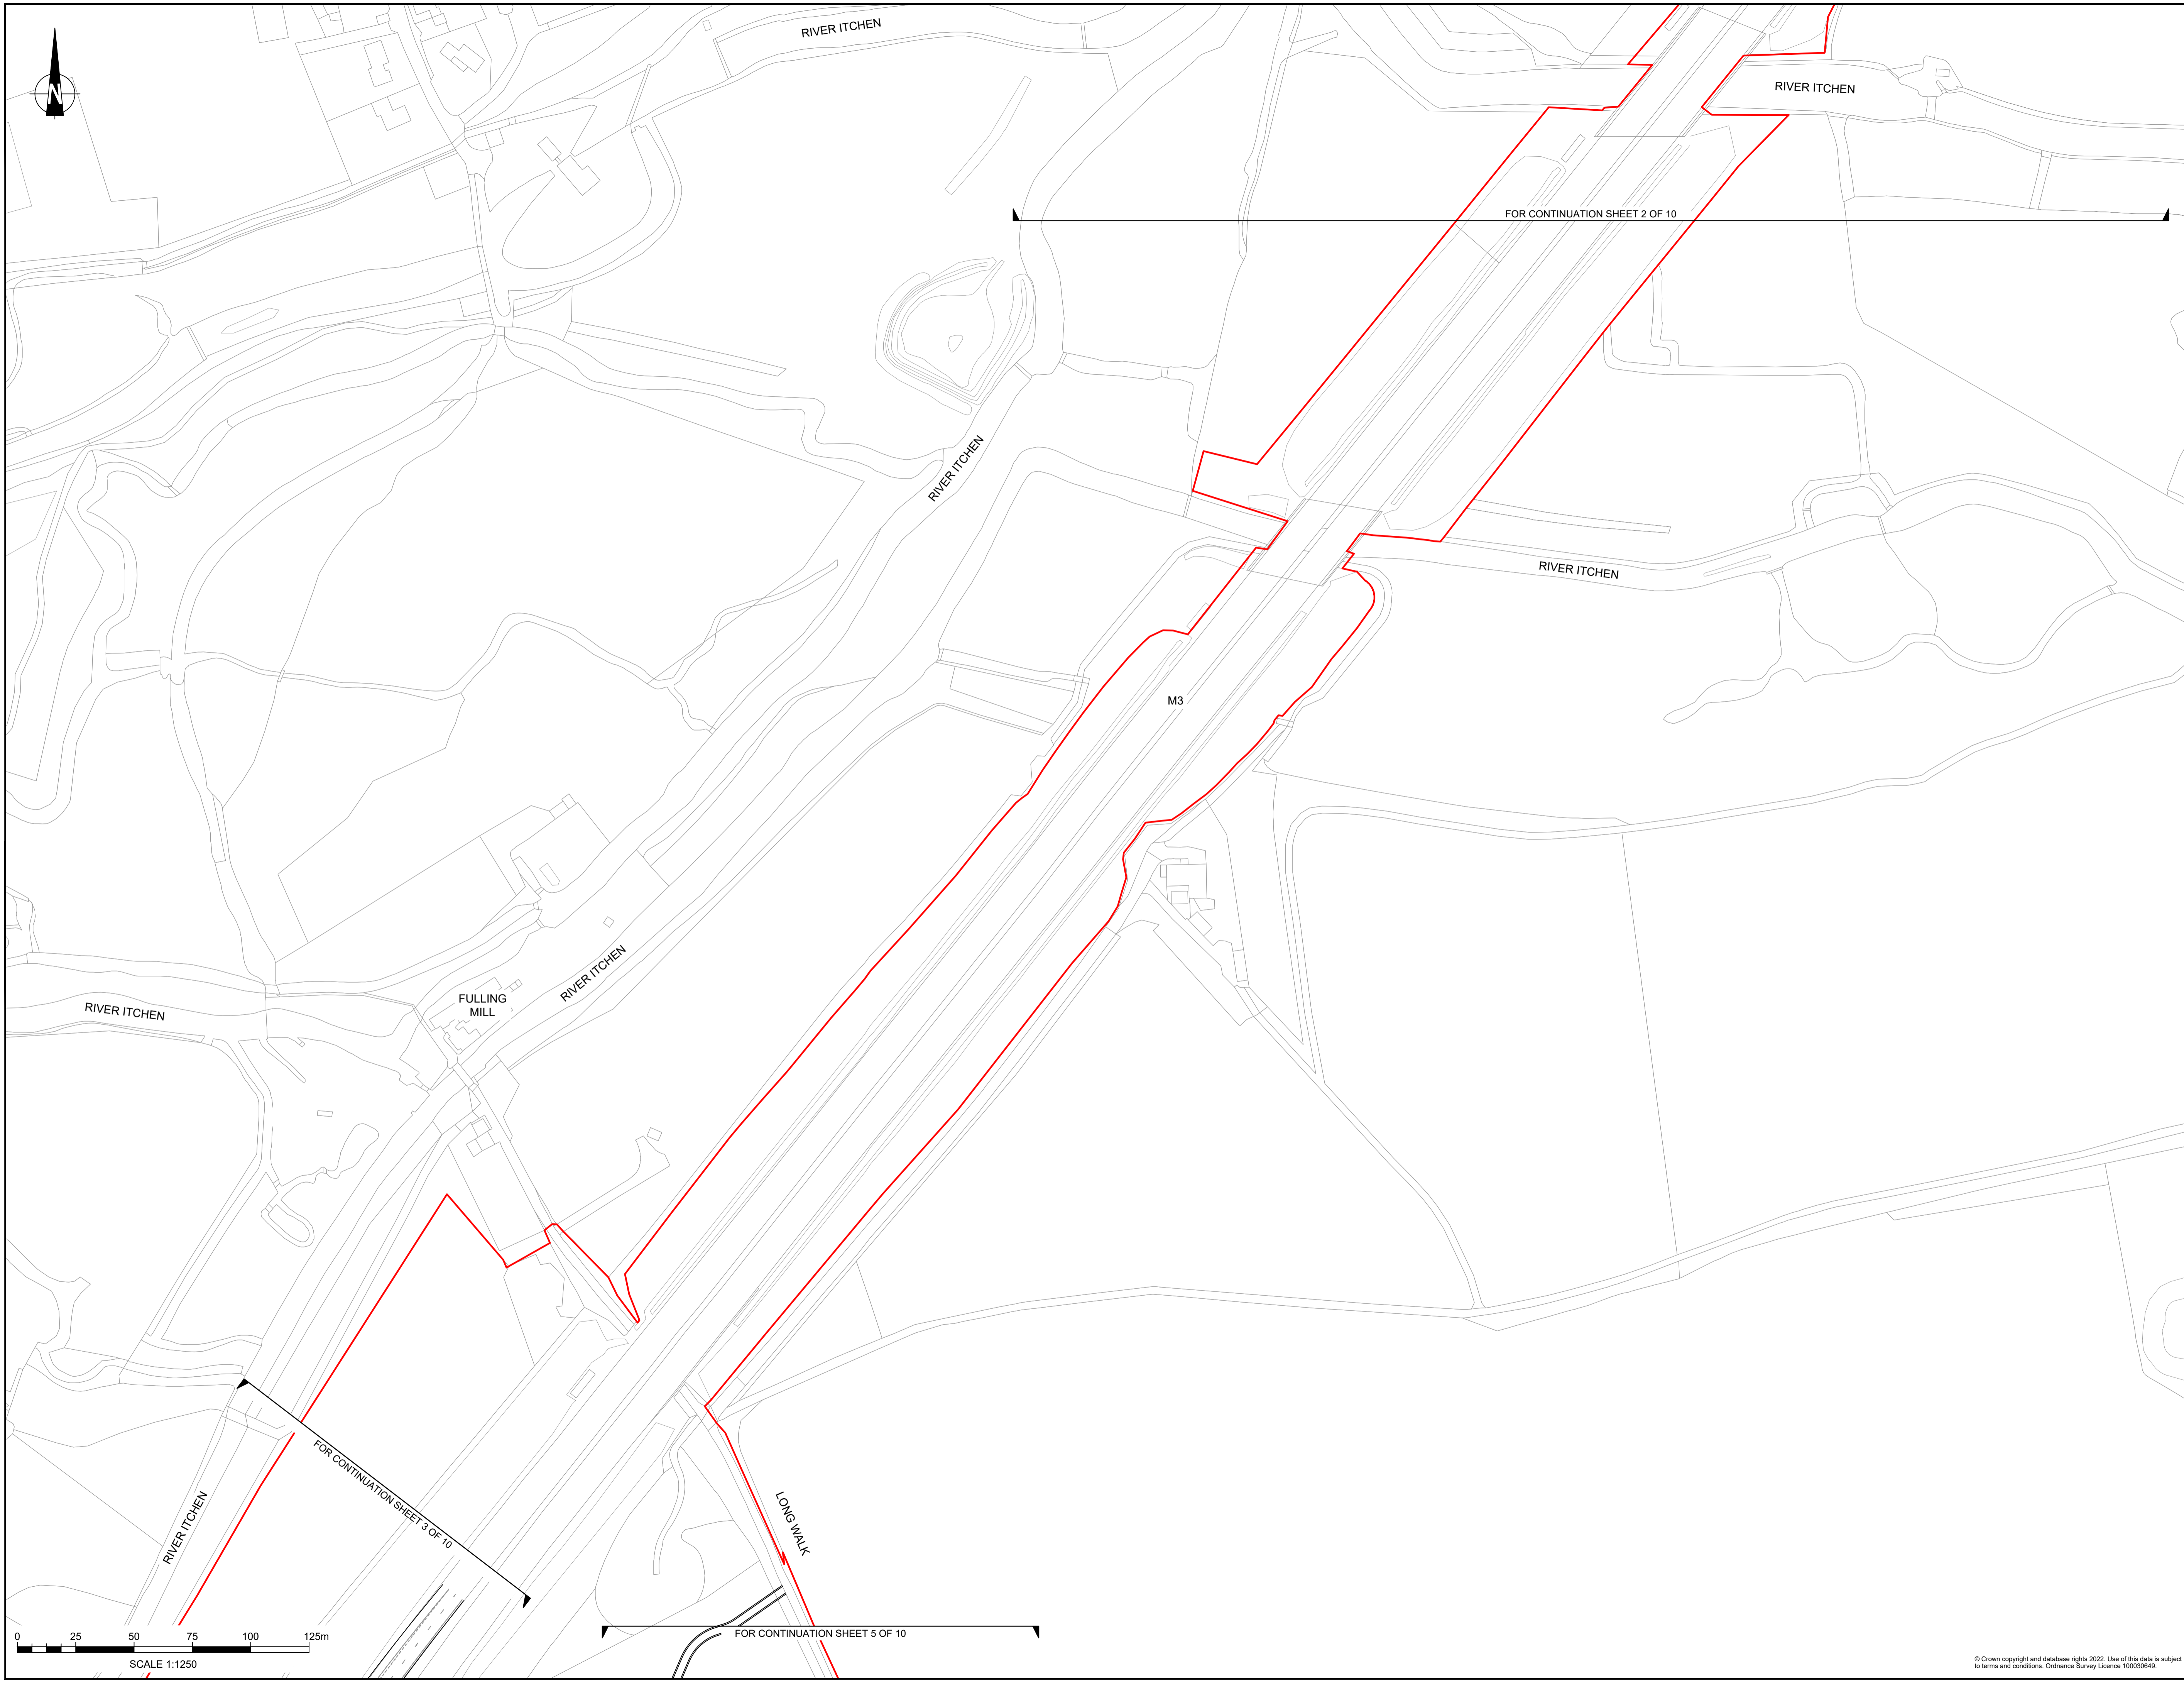 RIVER ITCHEN
RIVER ITCHEN
N
FOR CONTINUATION SHEET 2 OF 10
RIVER ITCHEN
RIVER ITCHEN
M3
RIVER ITCHEN
FULLING
MILL
RIVER ITCHEN
FOR CONTINUATION SHEET 3 OF 10
RIVER ITCHEN
LONG WALK
FOR CONTINUATION SHEET 5 OF 10
0 25 50 75 100 125m
SCALE 1:1250
© Crown copyright and database rights 2022. Use of this data is subject
to terms and conditions. Ordnance Survey Licence 100030649.